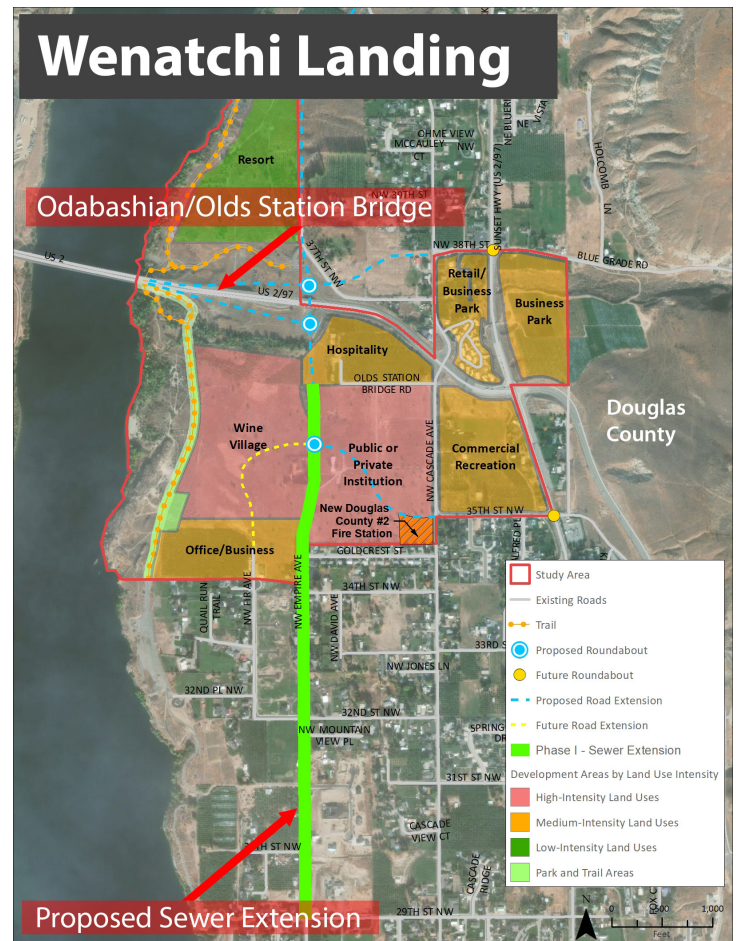 Wenatchi Landing
OHME VIEW
MCCAULEY
NW
CT
NE
VISTA
HOLCOMB
LN
SUNSET HWY (US 2/97)
Resort
NW 39TH ST
Odabashian/Olds Station Bridge
37TH ST NW
NW 38TH ST
BLUE GRADE RD
US 2
US 2/97
Retail/
Business
Park
Business
Park
Hospitality
OLDS STATION
BRIDGE RD
Douglas
County
Wine
Village
Public or
Private
Institution
NW CASCADE AVE
Commercial
Recreation
New Douglas
County #2
Fire Station
35TH ST NW
Office/Business
GOLDCREST ST
NW EMPIRE AVE
34TH ST NW
QUAIL RUN
TRAIL
NW HR AVE
NW DAVID AVE
33RD S
NW JONES LN
32ND PL NW
32ND ST NW
NW MOUNTAIN
VIEW PL
SPRING
31ST ST NW
CASCADE
VIEW CT
CASCADE
RIDGE
29TH ST NW
Proposed Sewer Extension
Study Area
Existing Roads
Trail
Proposed Roundabout
Future Roundabout
Proposed Road Extension
Future Road Extension
Phase I - Sewer Extension
Development Areas by Land Use Intensity
High-Intensity Land Uses
Medium-Intensity Land Uses
Low-Intensity Land Uses
Park and Trail Areas
N
0 500 1,000
Feet
FOX C